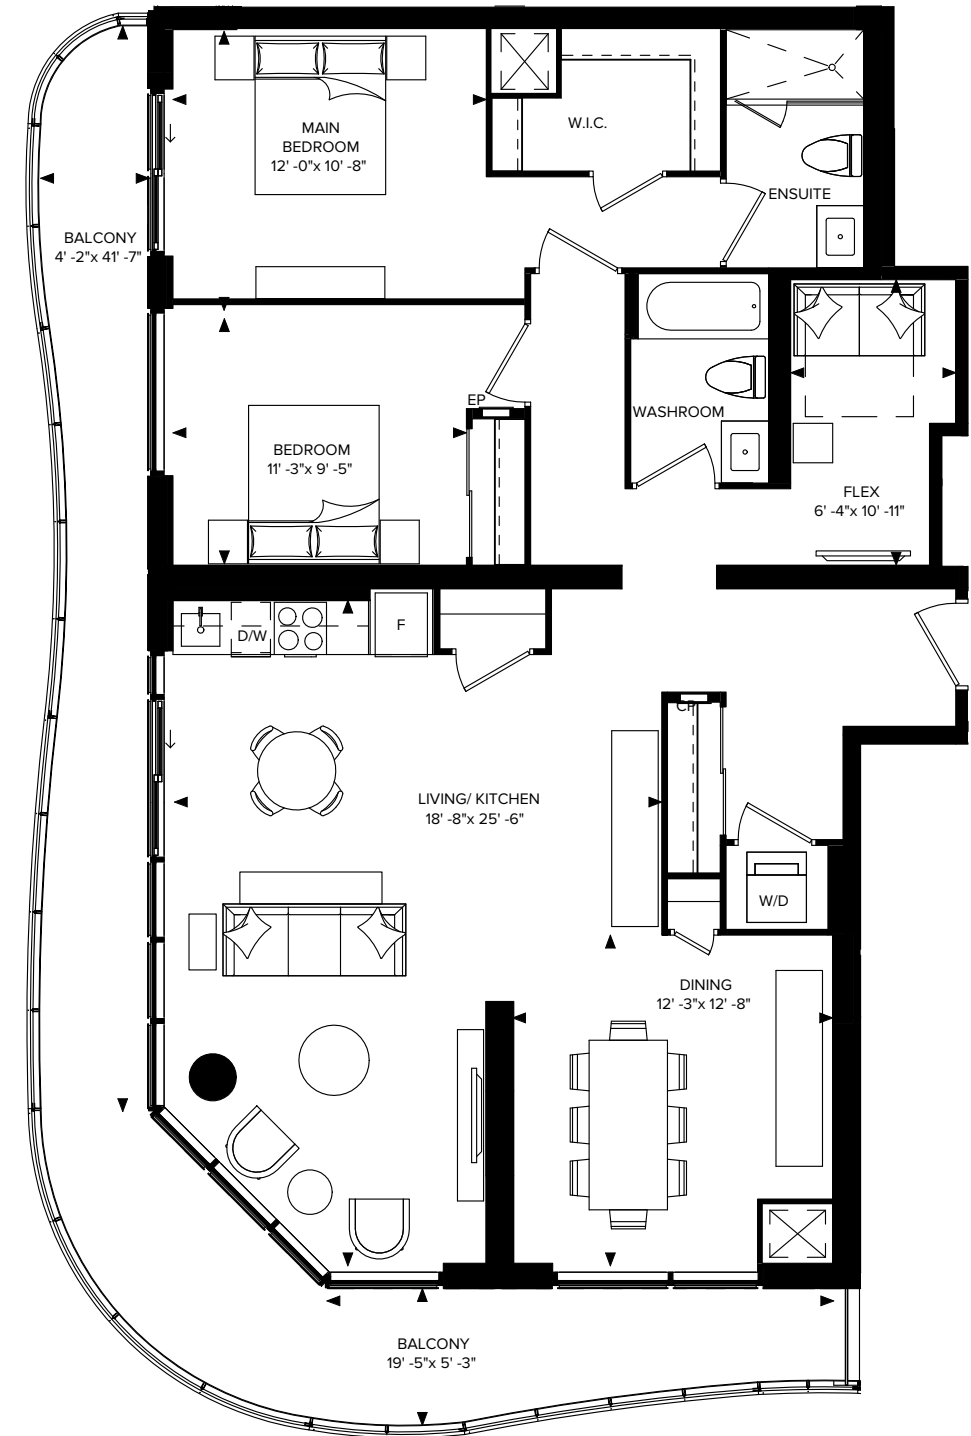 MAIN
BEDROOM
12' -0"x 10' -8"
W.I.C.
ENSUITE
BALCONY
4' -2"x 41' -7"
EP
WASHROOM
BEDROOM
11' -3"x 9' -5"
FLEX
6' -4"x 10' -11"
D/W
F
CP
LIVING/ KITCHEN
18' -8"x 25' -6"
W/D
DINING
12' -3"x 12' -8"
BALCONY
19' -5"x 5' -3"